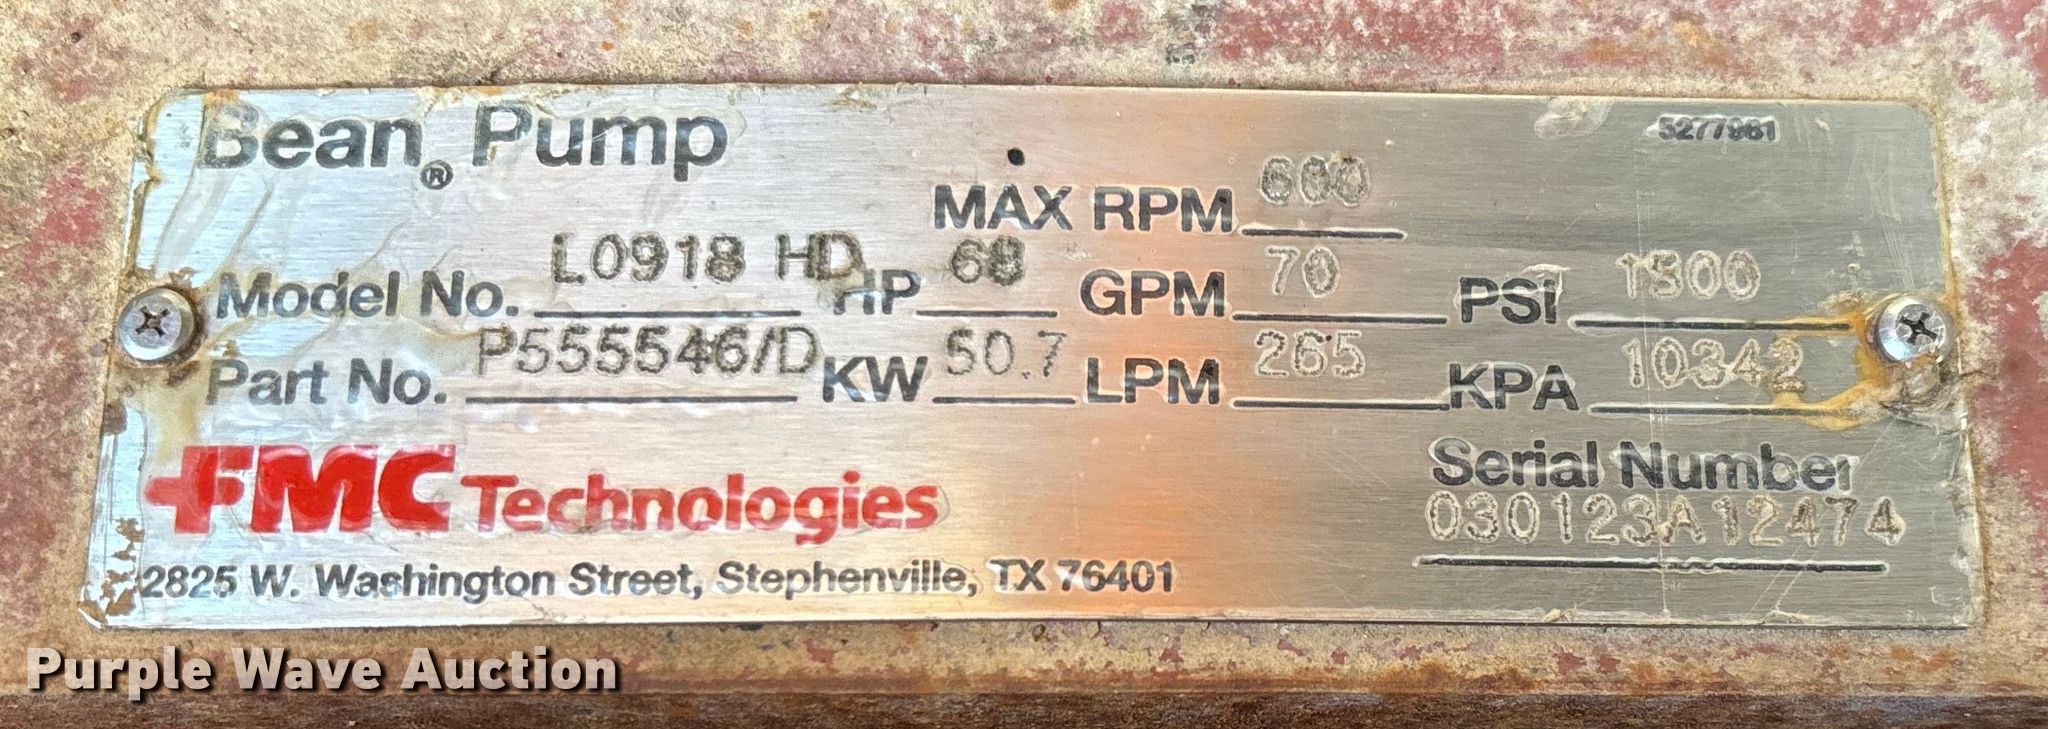 Bean® Pump
5277961
MAX RPM 600
Model No. L0918 HD HP 68 GPM 70 PSI 1500
Part No. P555546/D KW 50.7 LPM 265 KPA 10342
FMC Technologies
Serial Number
030123A12474
2825 W. Washington Street, Stephenville, TX 76401
Purple Wave Auction